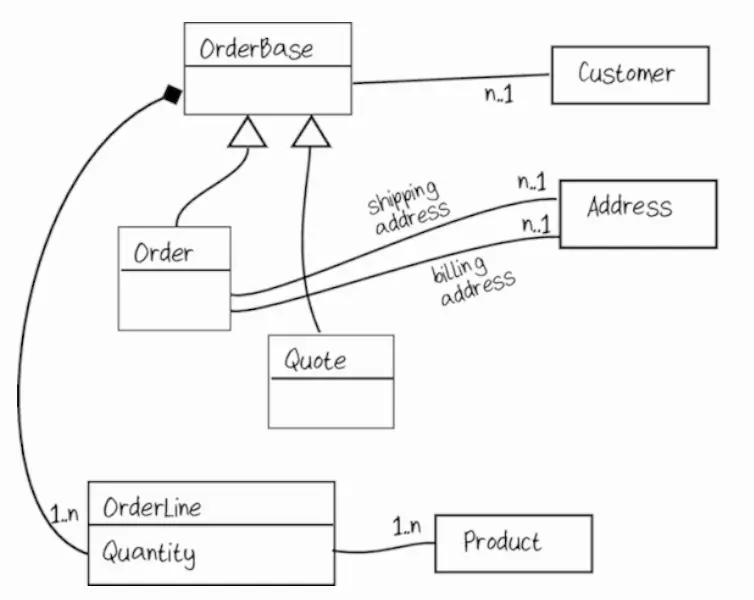 OrderBase
Customer
n..1
shipping
address
n..1
Address
n..1
Order
billing
address
Quote
1..n
OrderLine
1..n
Product
Quantity